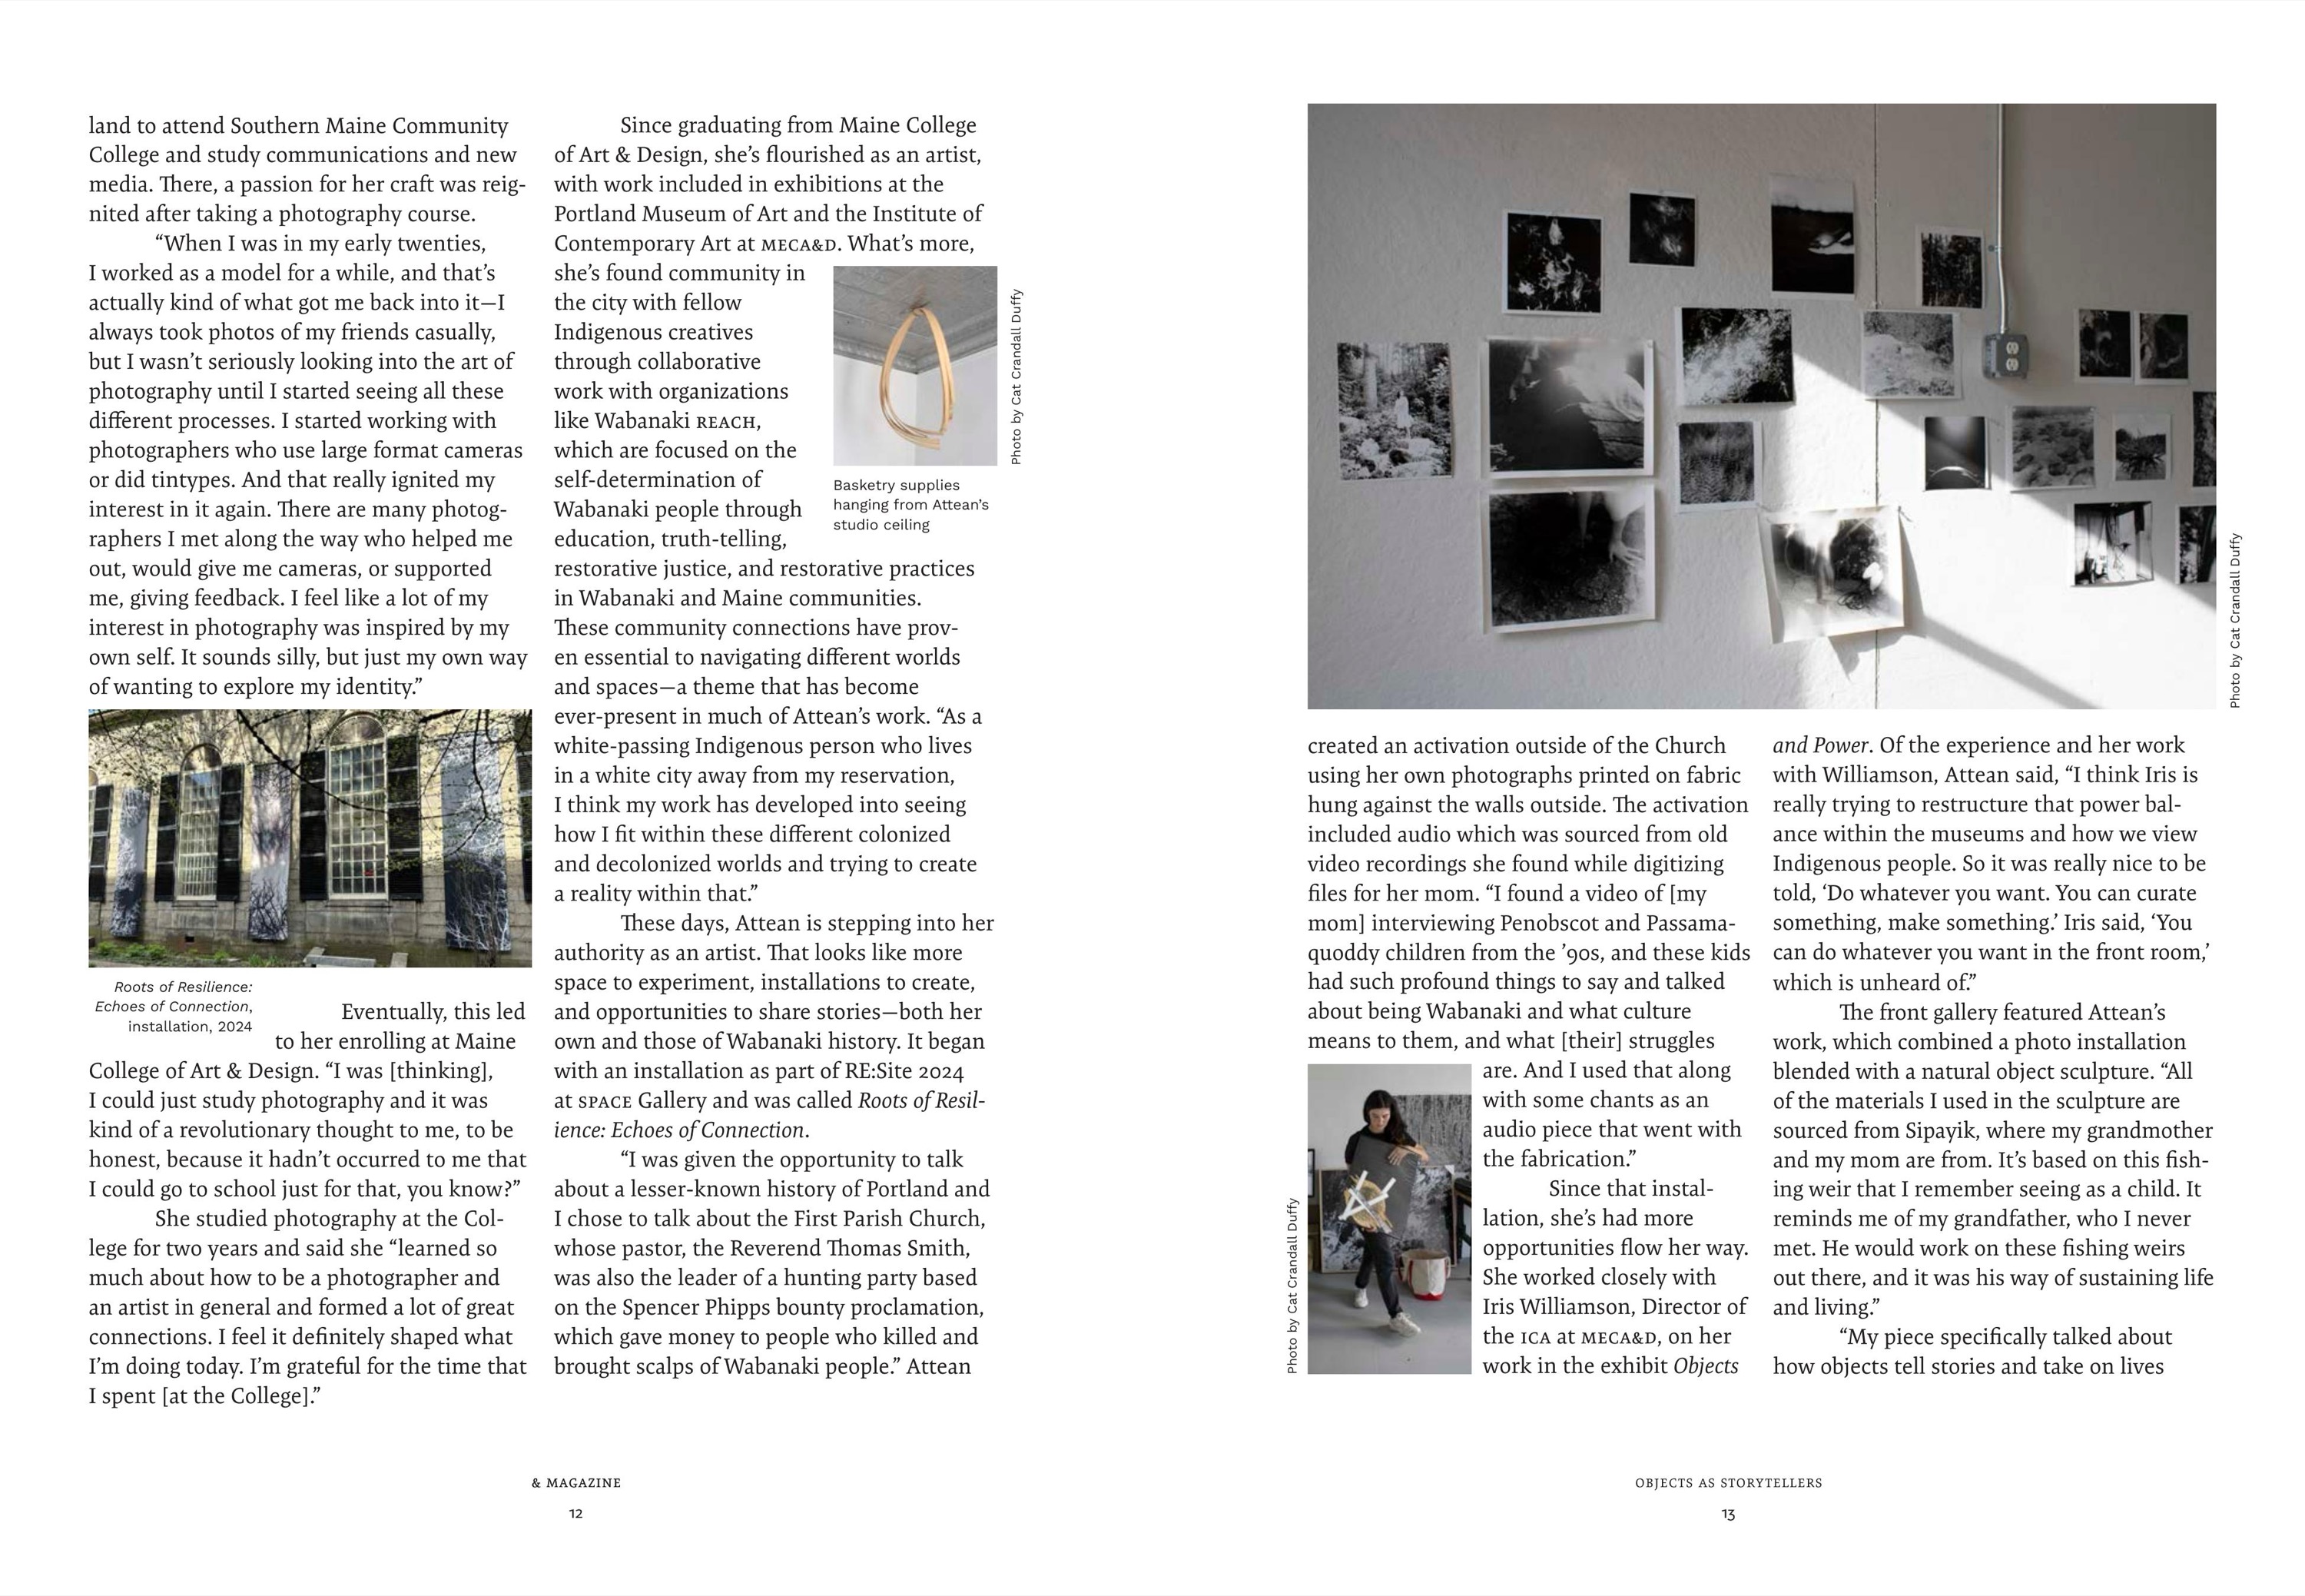 land to attend Southern Maine Community
College and study communications and new
media. There, a passion for her craft was reig-
nited after taking a photography course.
“When I was in my early twenties,
I worked as a model for a while, and that’s
actually kind of what got me back into it—I
always took photos of my friends casually,
but I wasn’t seriously looking into the art of
photography until I started seeing all these
different processes. I started working with
photographers who use large format cameras
or did tintypes. And that really ignited my
interest in it again. There are many photog-
raphers I met along the way who helped me
out, would give me cameras, or supported
me, giving feedback. I feel like a lot of my
interest in photography was inspired by my
own self. It sounds silly, but just my own way
of wanting to explore my identity.”
Roots of Resilience:
Echoes of Connection,
installation, 2024
Eventually, this led
to her enrolling at Maine
College of Art & Design. “I was [thinking],
I could just study photography and it was
kind of a revolutionary thought to me, to be
honest, because it hadn’t occurred to me that
I could go to school just for that, you know?”
She studied photography at the Col-
lege for two years and said she “learned so
much about how to be a photographer and
an artist in general and formed a lot of great
connections. I feel it definitely shaped what
I’m doing today. I’m grateful for the time that
I spent [at the College].”
Since graduating from Maine College
of Art & Design, she’s flourished as an artist,
with work included in exhibitions at the
Portland Museum of Art and the Institute of
Contemporary Art at MECA&D. What’s more,
she’s found community in
the city with fellow
Indigenous creatives
through collaborative
work with organizations
like Wabanaki REACH,
which are focused on the
self-determination of
Wabanaki people through
education, truth-telling,
Photo by Cat Crandall Duffy
Basketry supplies
hanging from Attean’s
studio ceiling
restorative justice, and restorative practices
in Wabanaki and Maine communities.
These community connections have prov-
en essential to navigating different worlds
and spaces—a theme that has become
ever-present in much of Attean’s work. “As a
white-passing Indigenous person who lives
in a white city away from my reservation,
I think my work has developed into seeing
how I fit within these different colonized
and decolonized worlds and trying to create
a reality within that.”
These days, Attean is stepping into her
authority as an artist. That looks like more
space to experiment, installations to create,
and opportunities to share stories—both her
own and those of Wabanaki history. It began
with an installation as part of RE:Site 2024
at SPACE Gallery and was called Roots of Resil-
ience: Echoes of Connection.
“I was given the opportunity to talk
about a lesser-known history of Portland and
I chose to talk about the First Parish Church,
whose pastor, the Reverend Thomas Smith,
was also the leader of a hunting party based
on the Spencer Phipps bounty proclamation,
which gave money to people who killed and
brought scalps of Wabanaki people.” Attean
& MAGAZINE
12
Photo by Cat Crandall Duffy
created an activation outside of the Church
using her own photographs printed on fabric
hung against the walls outside. The activation
included audio which was sourced from old
video recordings she found while digitizing
files for her mom. “I found a video of [my
mom] interviewing Penobscot and Passama-
quoddy children from the ’90s, and these kids
had such profound things to say and talked
about being Wabanaki and what culture
means to them, and what [their] struggles
are. And I used that along
with some chants as an
audio piece that went with
the fabrication.”
Since that instal-
lation, she’s had more
opportunities flow her way.
She worked closely with
Iris Williamson, Director of
the ICA at MECA&D, on her
work in the exhibit Objects
Photo by Cat Crandall Duffy
and Power. Of the experience and her work
with Williamson, Attean said, “I think Iris is
really trying to restructure that power bal-
ance within the museums and how we view
Indigenous people. So it was really nice to be
told, ‘Do whatever you want. You can curate
something, make something.’ Iris said, ‘You
can do whatever you want in the front room,’
which is unheard of.”
The front gallery featured Attean’s
work, which combined a photo installation
blended with a natural object sculpture. “All
of the materials I used in the sculpture are
sourced from Sipayik, where my grandmother
and my mom are from. It’s based on this fish-
ing weir that I remember seeing as a child. It
reminds me of my grandfather, who I never
met. He would work on these fishing weirs
out there, and it was his way of sustaining life
and living.”
“My piece specifically talked about
how objects tell stories and take on lives
OBJECTS AS STORYTELLERS
13